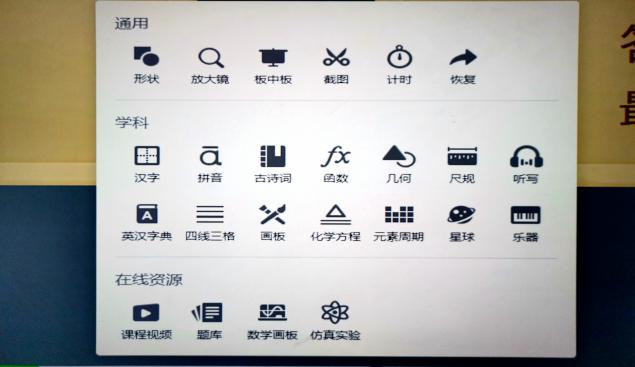 通用
形状 放大镜 板中板 截图 计时 恢复
学科
汉字 拼音 古诗词 函数 几何 尺规 听写
英汉字典 四线三格 画板 化学方程 元素周期 星球 乐器
在线资源
课程视频 题库 数学画板 仿真实验